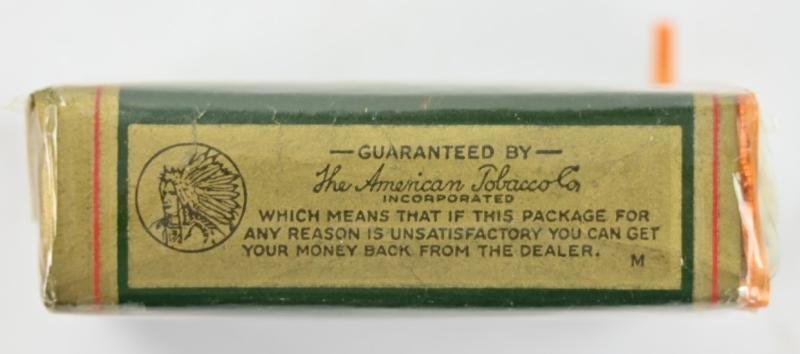 — GUARANTEED BY —
The American Tobacco Co.
INCORPORATED
WHICH MEANS THAT IF THIS PACKAGE FOR
ANY REASON IS UNSATISFACTORY YOU CAN GET
YOUR MONEY BACK FROM THE DEALER.
M